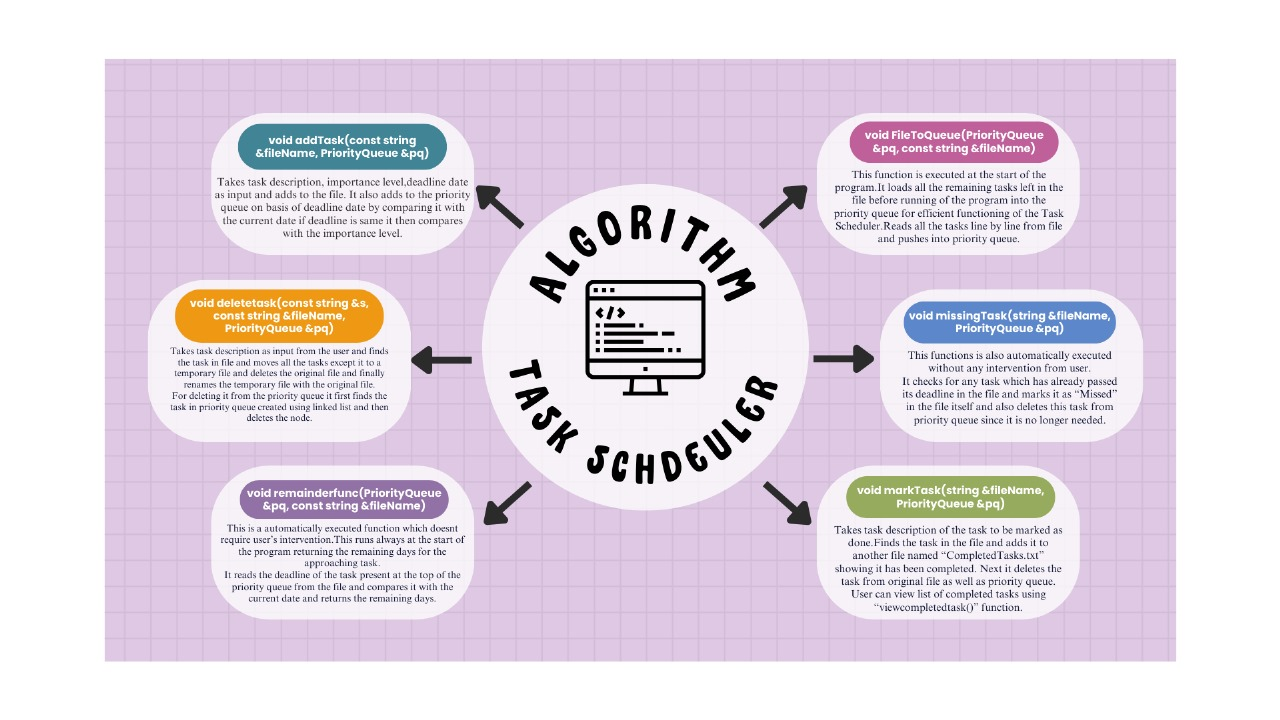 ALGORITHM
TASK SCHDEULER
</>
void addTask(const string
&fileName, PriorityQueue &pq)
Takes task description, importance level,deadline date
as input and adds to the file. It also adds to the priority
queue on basis of deadline date by comparing it with
the current date if deadline is same it then compares
with the importance level.
void deletetask(const string &s,
const string &fileName,
PriorityQueue &pq)
Takes task description as input from the user and finds
the task in file and moves all the tasks except it to a
temporary file and deletes the original file and finally
renames the temporary file with the original file.
For deleting it from the priority queue it first finds the
task in priority queue created using linked list and then
deletes the node.
void remainderfunc(PriorityQueue
&pq, const string &fileName)
This is a automatically executed function which doesnt
require user's intervention.This runs always at the start of
the program returning the remaining days for the
approaching task.
It reads the deadline of the task present at the top of the
priority queue from the file and compares it with the
current date and returns the remaining days.
void FileToQueue(PriorityQueue
&pq, const string &fileName)
This function is executed at the start of the
program.It loads all the remaining tasks left in the
file before running of the program into the
priority queue for efficient functioning of the Task
Scheduler.Reads all the tasks line by line from file
and pushes into priority queue.
void missingTask(string &fileName,
PriorityQueue &pq)
This functions is also automatically executed
without any intervention from user.
It checks for any task which has already passed
its deadline in the file and marks it as “Missed”
in the file itself and also deletes this task from
priority queue since it is no longer needed.
void markTask(string &fileName,
PriorityQueue &pq)
Takes task description of the task to be marked as
done.Finds the task in the file and adds it to
another file named “CompletedTasks.txt”
showing it has been completed. Next it deletes the
task from original file as well as priority queue.
User can view list of completed tasks using
“viewcompletedtask()” function.